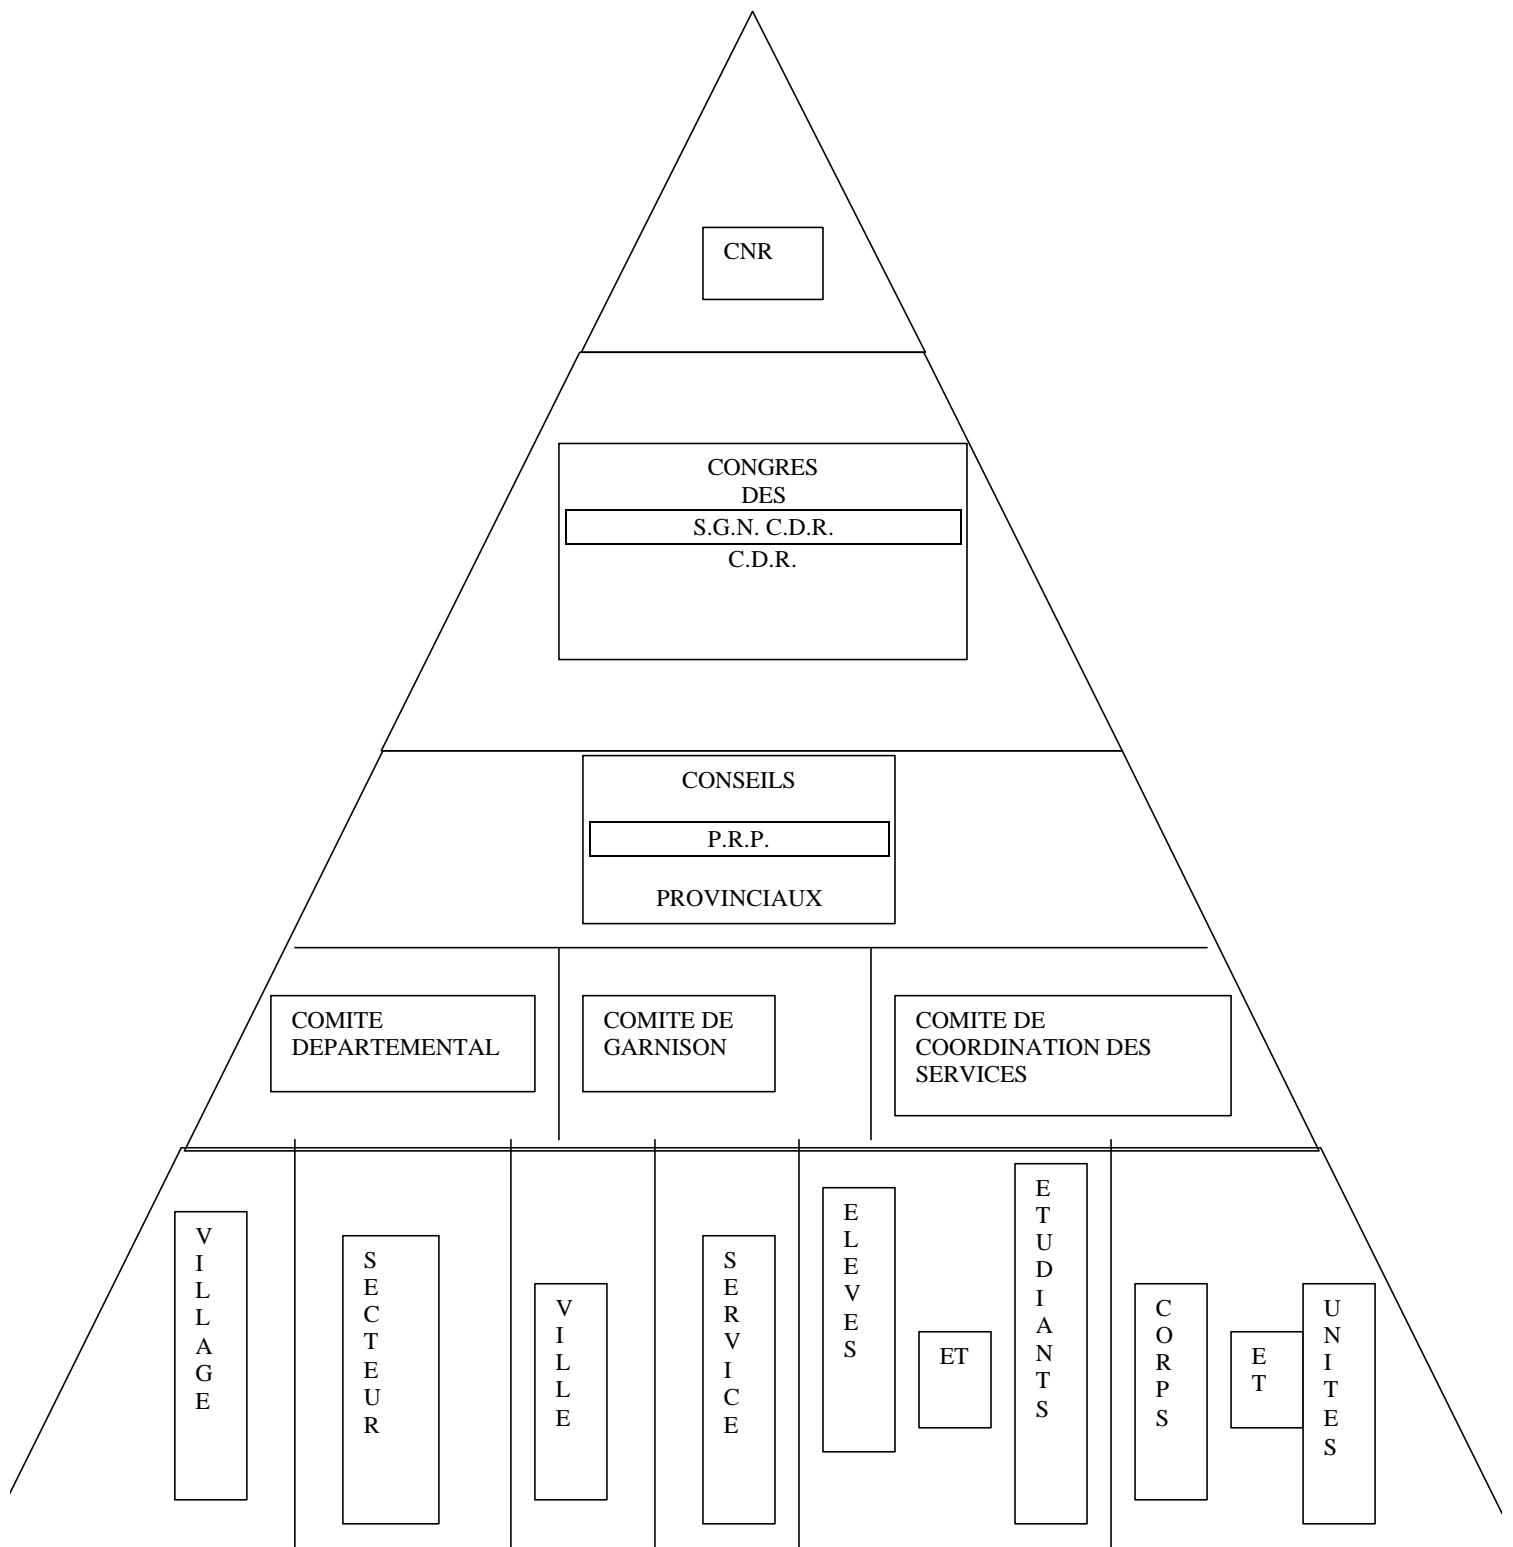 CNR
CONGRES
DES
S.G.N. C.D.R.
C.D.R.
CONSEILS
P.R.P.
PROVINCIAUX
COMITE
DEPARTEMENTAL
COMITE DE
GARNISON
COMITE DE
COORDINATION DES
SERVICES
VILLAGE
SECTEUR
VILLE
SERVICE
ELEVES
ET
ETUDIANTS
CORPS
ET
UNITES